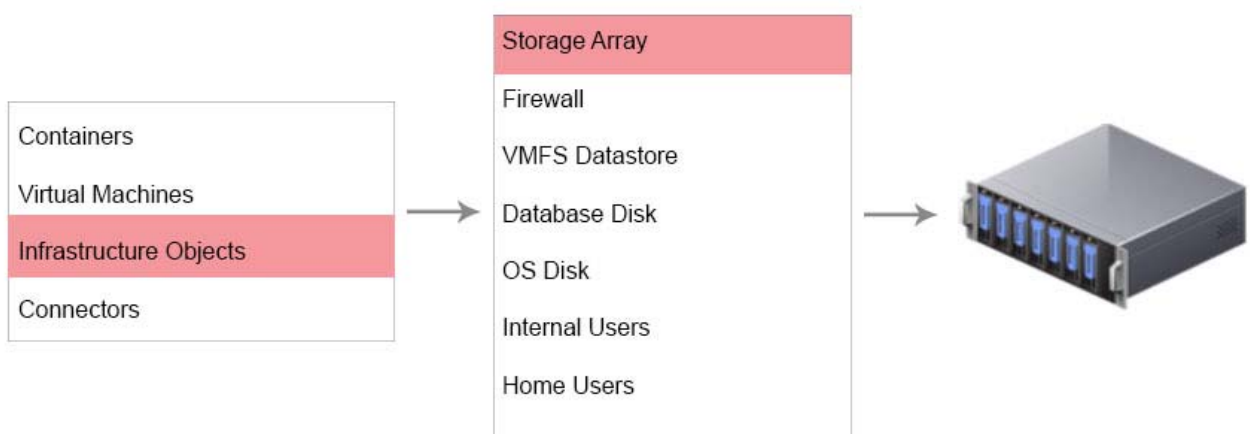 Containers
Virtual Machines
Infrastructure Objects
Connectors
Storage Array
Firewall
VMFS Datastore
Database Disk
OS Disk
Internal Users
Home Users